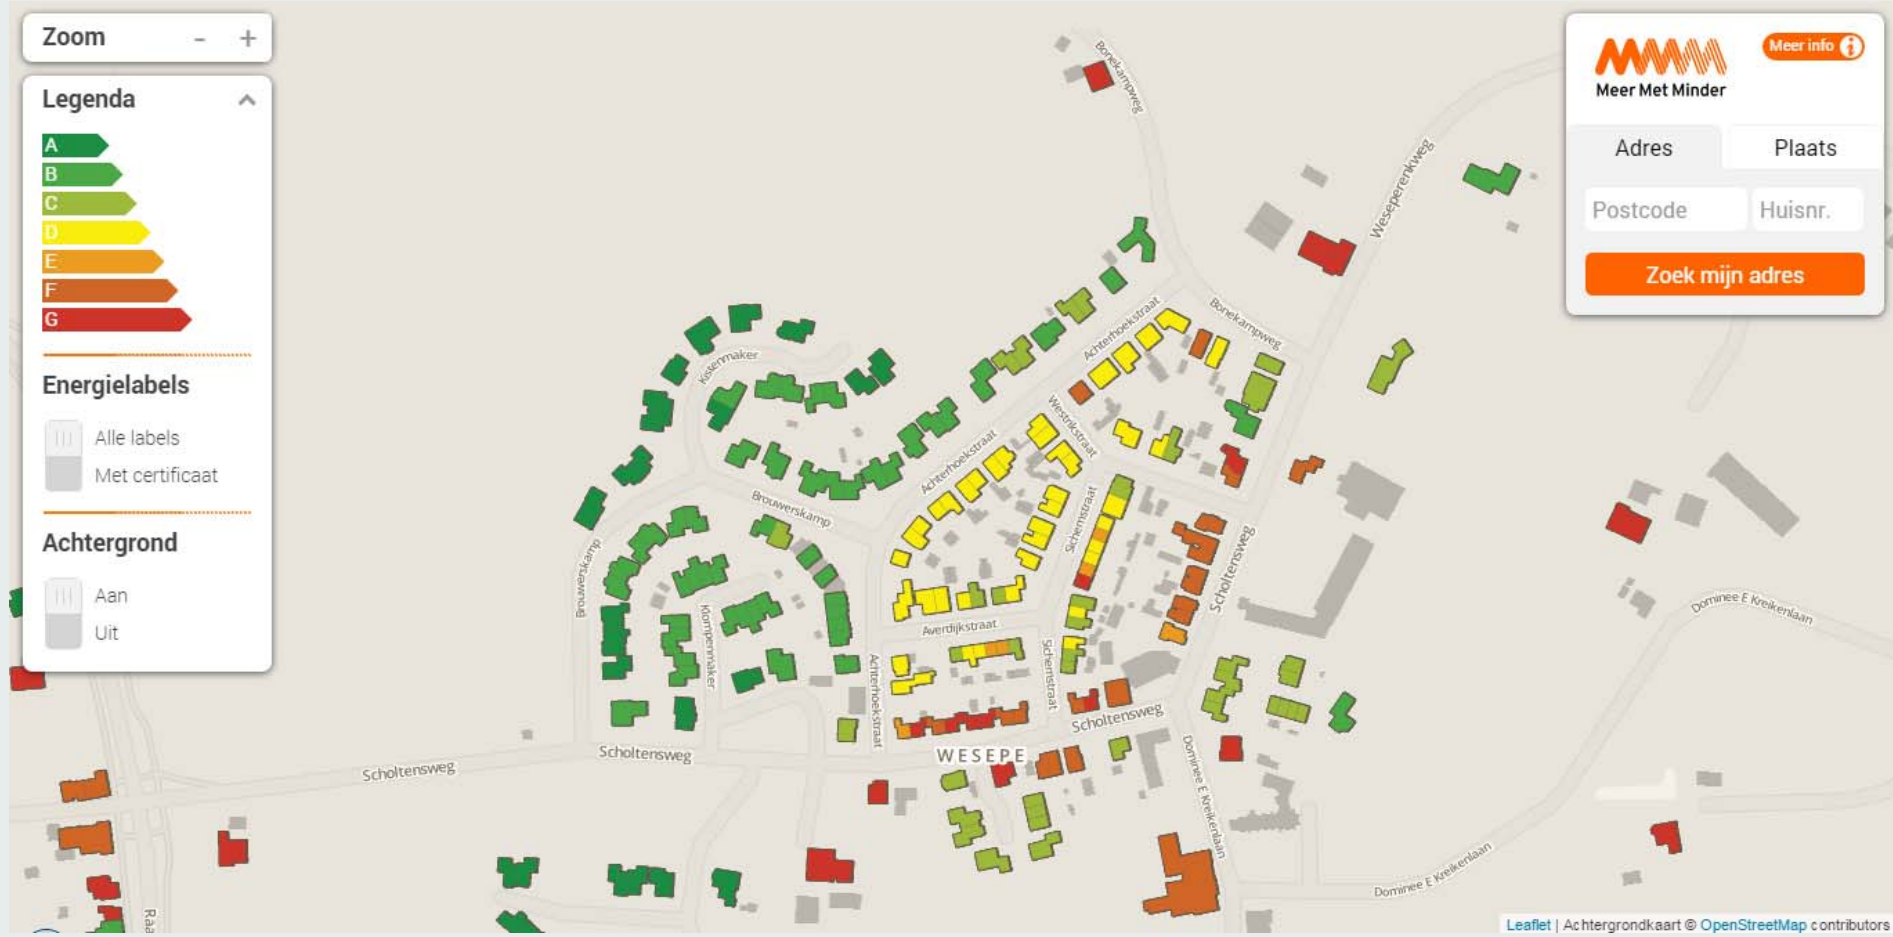 Zoom - +
Legenda
A
B
C
D
E
F
G
Energielabels
Alle labels
Met certificaat
Achtergrond
Aan
Uit
Meer info i
Meer Met Minder
Adres Plaats
Postcode Huisnr.
Zoek mijn adres
Bonekampweg
Weseperenkweg
Achterhoekstraat
Bonekampweg
Kistenmaker
Westrikstraat
Achterhoekstraat
Brouwerskamp
Sichemstraat
Brouwerskamp
Scholtensweg
Klompenmaker
Averdijkstraat
Dominee E Kreikenlaan
Achterhoekstraat
Sichemstraat
Scholtensweg
WESEPE
Scholtensweg
Scholtensweg
Dominee E Kreikenlaan
Dominee E Kreikenlaan
Raa
Leaflet | Achtergrondkaart © OpenStreetMap contributors